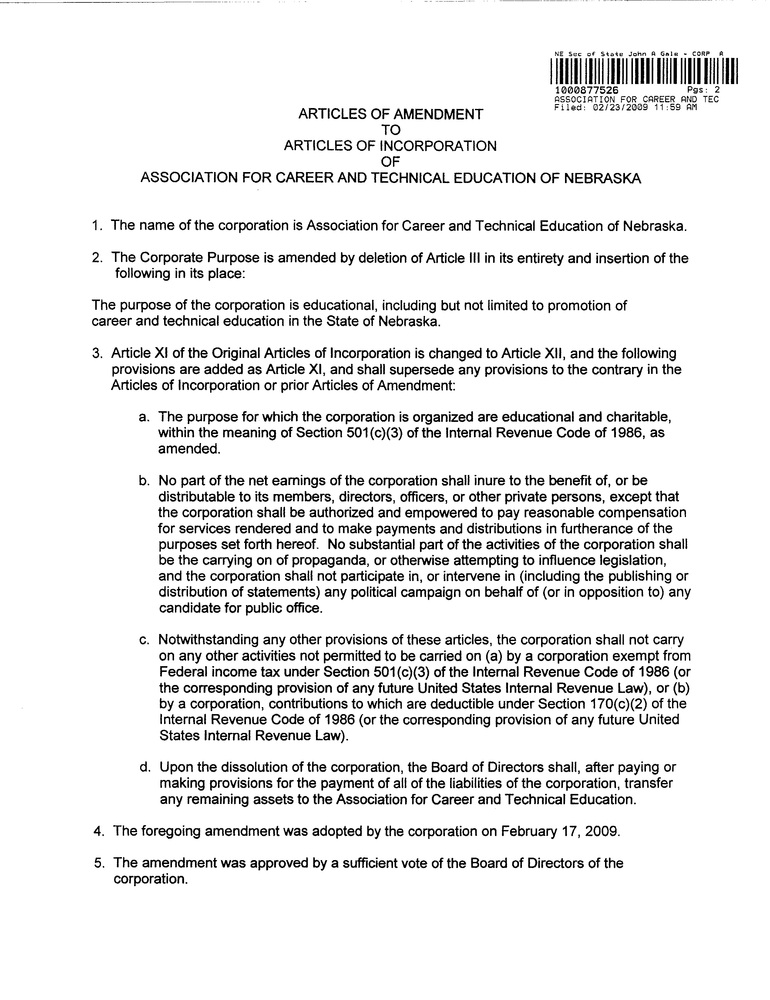 NE Sec of State John A Gale - CORP A
1000877526 Pgs: 2
ASSOCIATION FOR CAREER AND TEC
Filed: 02/23/2009 11:59 AM
ARTICLES OF AMENDMENT
TO
ARTICLES OF INCORPORATION
OF
ASSOCIATION FOR CAREER AND TECHNICAL EDUCATION OF NEBRASKA
1. The name of the corporation is Association for Career and Technical Education of Nebraska.
2. The Corporate Purpose is amended by deletion of Article III in its entirety and insertion of the
following in its place:
The purpose of the corporation is educational, including but not limited to promotion of
career and technical education in the State of Nebraska.
3. Article XI of the Original Articles of Incorporation is changed to Article XII, and the following
provisions are added as Article XI, and shall supersede any provisions to the contrary in the
Articles of Incorporation or prior Articles of Amendment:
a. The purpose for which the corporation is organized are educational and charitable,
within the meaning of Section 501(c)(3) of the Internal Revenue Code of 1986, as
amended.
b. No part of the net earnings of the corporation shall inure to the benefit of, or be
distributable to its members, directors, officers, or other private persons, except that
the corporation shall be authorized and empowered to pay reasonable compensation
for services rendered and to make payments and distributions in furtherance of the
purposes set forth hereof. No substantial part of the activities of the corporation shall
be the carrying on of propaganda, or otherwise attempting to influence legislation,
and the corporation shall not participate in, or intervene in (including the publishing or
distribution of statements) any political campaign on behalf of (or in opposition to) any
candidate for public office.
c. Notwithstanding any other provisions of these articles, the corporation shall not carry
on any other activities not permitted to be carried on (a) by a corporation exempt from
Federal income tax under Section 501(c)(3) of the Internal Revenue Code of 1986 (or
the corresponding provision of any future United States Internal Revenue Law), or (b)
by a corporation, contributions to which are deductible under Section 170(c)(2) of the
Internal Revenue Code of 1986 (or the corresponding provision of any future United
States Internal Revenue Law).
d. Upon the dissolution of the corporation, the Board of Directors shall, after paying or
making provisions for the payment of all of the liabilities of the corporation, transfer
any remaining assets to the Association for Career and Technical Education.
4. The foregoing amendment was adopted by the corporation on February 17, 2009.
5. The amendment was approved by a sufficient vote of the Board of Directors of the
corporation.